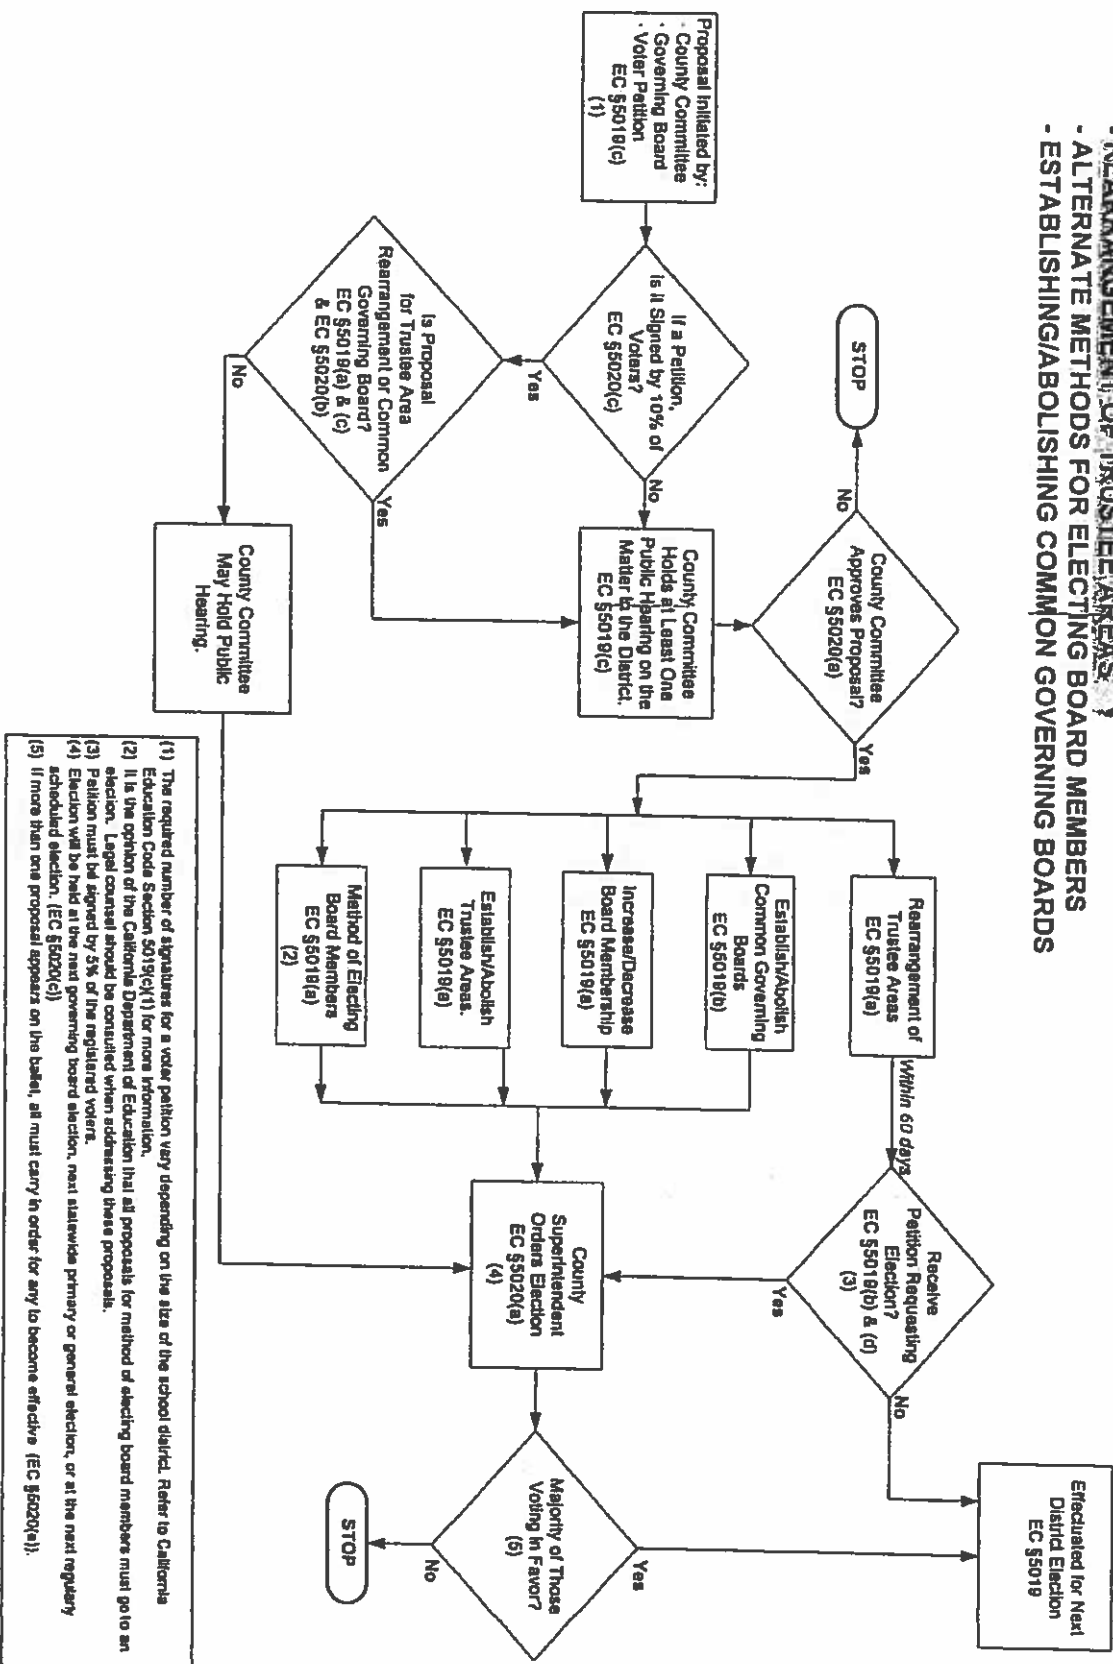 - REARRANGEMENT OF TRUSTEE AREAS
- ALTERNATE METHODS FOR ELECTING BOARD MEMBERS
- ESTABLISHING/ABOLISHING COMMON GOVERNING BOARDS
Proposal Initiated by:
· County Committee
· Governing Board
· Voter Petition
EC §5019(c)
(1)
If a Petition,
Is it Signed by 10% of
Voters?
EC §5020(c)
Yes
No
Is Proposal
for Trustee Area
Rearrangement or Common
Governing Board?
EC §5019(a) & (c)
& EC §5020(b)
Yes
No
County Committee
May Hold Public
Hearing.
County Committee
Holds at Least One
Public Hearing on the
Matter in the District.
EC §5019(c)
County Committee
Approves Proposal?
EC §5020(a)
No
STOP
Yes
Rearrangement of
Trustee Areas
EC §5019(a)
Establish/Abolish
Common Governing
Boards
EC §5019(b)
Increase/Decrease
Board Membership
EC §5019(a)
Establish/Abolish
Trustee Areas.
EC §5019(a)
Method of Electing
Board Members
EC §5019(a)
(2)
Within 60 days
Receive
Petition Requesting
Election?
EC §5019(b) & (d)
(3)
Yes
No
County
Superintendent
Orders Election
EC §5020(a)
(4)
Majority of Those
Voting in Favor?
(5)
Yes
No
STOP
Effectuated for Next
District Election
EC §5019
(1) The required number of signatures for a voter petition vary depending on the size of the school district. Refer to California
Education Code Section 5019(c)(1) for more information.
(2) It is the opinion of the California Department of Education that all proposals for method of electing board members must go to an
election. Legal counsel should be consulted when addressing these proposals.
(3) Petition must be signed by 5% of the registered voters.
(4) Election will be held at the next governing board election, next statewide primary or general election, or at the next regularly
scheduled election. (EC §5020(c))
(5) If more than one proposal appears on the ballot, all must carry in order for any to become effective (EC §5020(e)).